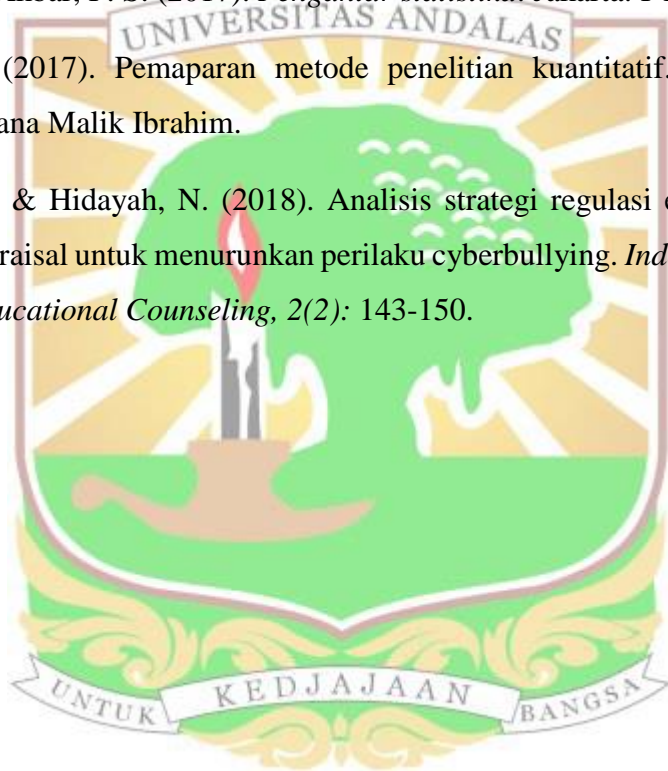 (2017).
UNIVERSITAS ANDALAS
(2017). Pemaparan metode penelitian kuantitatif.
ana Malik Ibrahim.
& Hidayah, N. (2018). Analisis strategi regulasi
raisal untuk menurunkan perilaku cyberbullying. Ind
ucational Counseling, 2(2): 143-150.
UNTUK KEDJAJAAN BANGSA